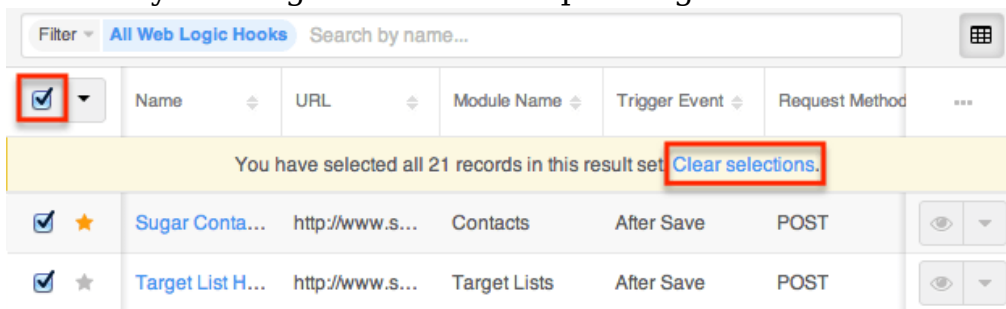 Filter All Web Logic Hooks Search by name...
Name URL Module Name Trigger Event Request Method
You have selected all 21 records in this result set Clear selections.
Sugar Conta... http://www.s... Contacts After Save POST
Target List H... http://www.s... Target Lists After Save POST